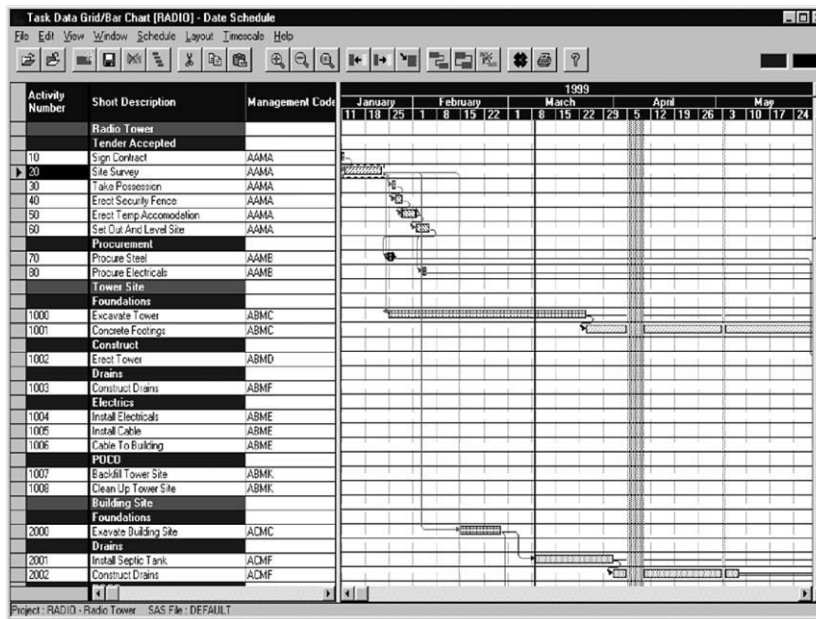 Task Data Grid/Bar Chart [RADIO] - Date Schedule
File Edit View Window Schedule Layout Timescale Help
Activity Number Short Description Management Code
1999
January February March April May
11 18 25 1 8 15 22 1 8 15 22 29 5 12 19 26 3 10 17 24
Radio Tower
Tender Accepted
10 Sign Contract AAMA
20 Site Survey AAMA
30 Take Possession AAMA
40 Erect Security Fence AAMA
50 Erect Temp Accomodation AAMA
60 Set Out And Level Site AAMA
Procurement
70 Procure Steel AAMB
80 Procure Electricals AAMB
Tower Site
Foundations
1000 Excavate Tower ABMC
1001 Concrete Footings ABMC
Construct
1002 Erect Tower ABMD
Drains
1003 Construct Drains ABMF
Electrics
1004 Install Electricals ABME
1005 Install Cable ABME
1006 Cable To Building ABME
POCO
1007 Backfill Tower Site ABMK
1008 Clean Up Tower Site ABMK
Building Site
Foundations
2000 Exavate Building Site ACMC
Drains
2001 Install Septic Tank ACMF
2002 Construct Drains ACMF
Project : RADIO - Radio Tower SAS File : DEFAULT